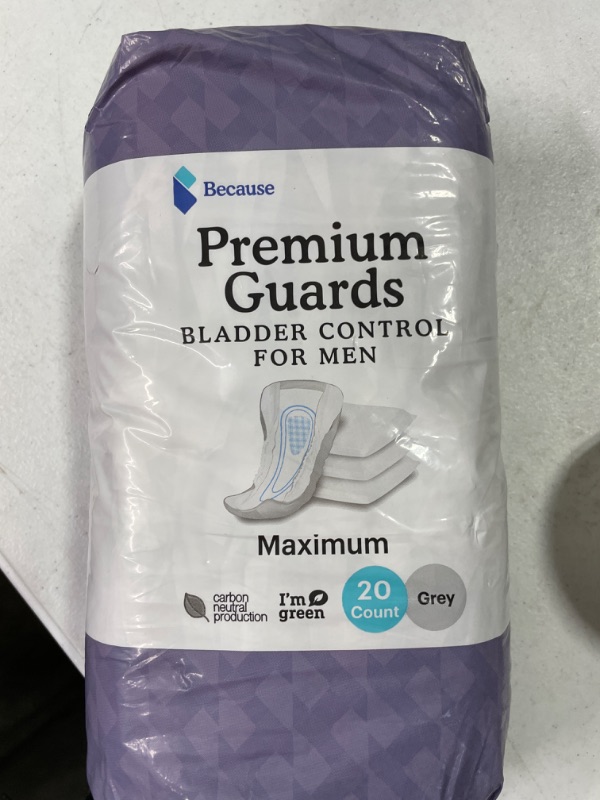 Because
Premium
Guards
BLADDER CONTROL
FOR MEN
Maximum
carbon
neutral
production
I'm
green
20
Count
Grey